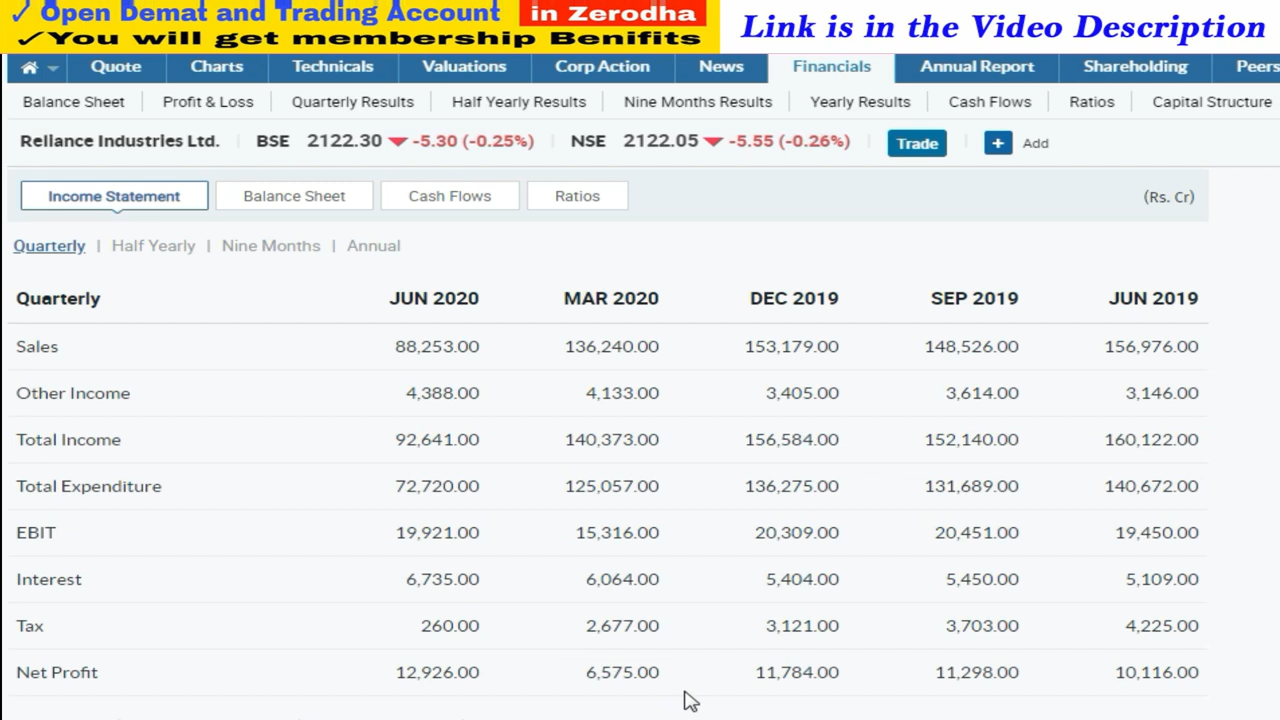 ✓ Open Demat and Trading Account in Zerodha
✓You will get membership Benifits
Link is in the Video Description
Quote Charts Technicals Valuations Corp Action News Financials Annual Report Shareholding Peers
Balance Sheet Profit & Loss Quarterly Results Half Yearly Results Nine Months Results Yearly Results Cash Flows Ratios Capital Structure
Reliance Industries Ltd. BSE 2122.30 -5.30 (-0.25%) NSE 2122.05 -5.55 (-0.26%) Trade + Add
Income Statement Balance Sheet Cash Flows Ratios (Rs. Cr)
Quarterly | Half Yearly | Nine Months | Annual
Quarterly JUN 2020 MAR 2020 DEC 2019 SEP 2019 JUN 2019
Sales 88,253.00 136,240.00 153,179.00 148,526.00 156,976.00
Other Income 4,388.00 4,133.00 3,405.00 3,614.00 3,146.00
Total Income 92,641.00 140,373.00 156,584.00 152,140.00 160,122.00
Total Expenditure 72,720.00 125,057.00 136,275.00 131,689.00 140,672.00
EBIT 19,921.00 15,316.00 20,309.00 20,451.00 19,450.00
Interest 6,735.00 6,064.00 5,404.00 5,450.00 5,109.00
Tax 260.00 2,677.00 3,121.00 3,703.00 4,225.00
Net Profit 12,926.00 6,575.00 11,784.00 11,298.00 10,116.00